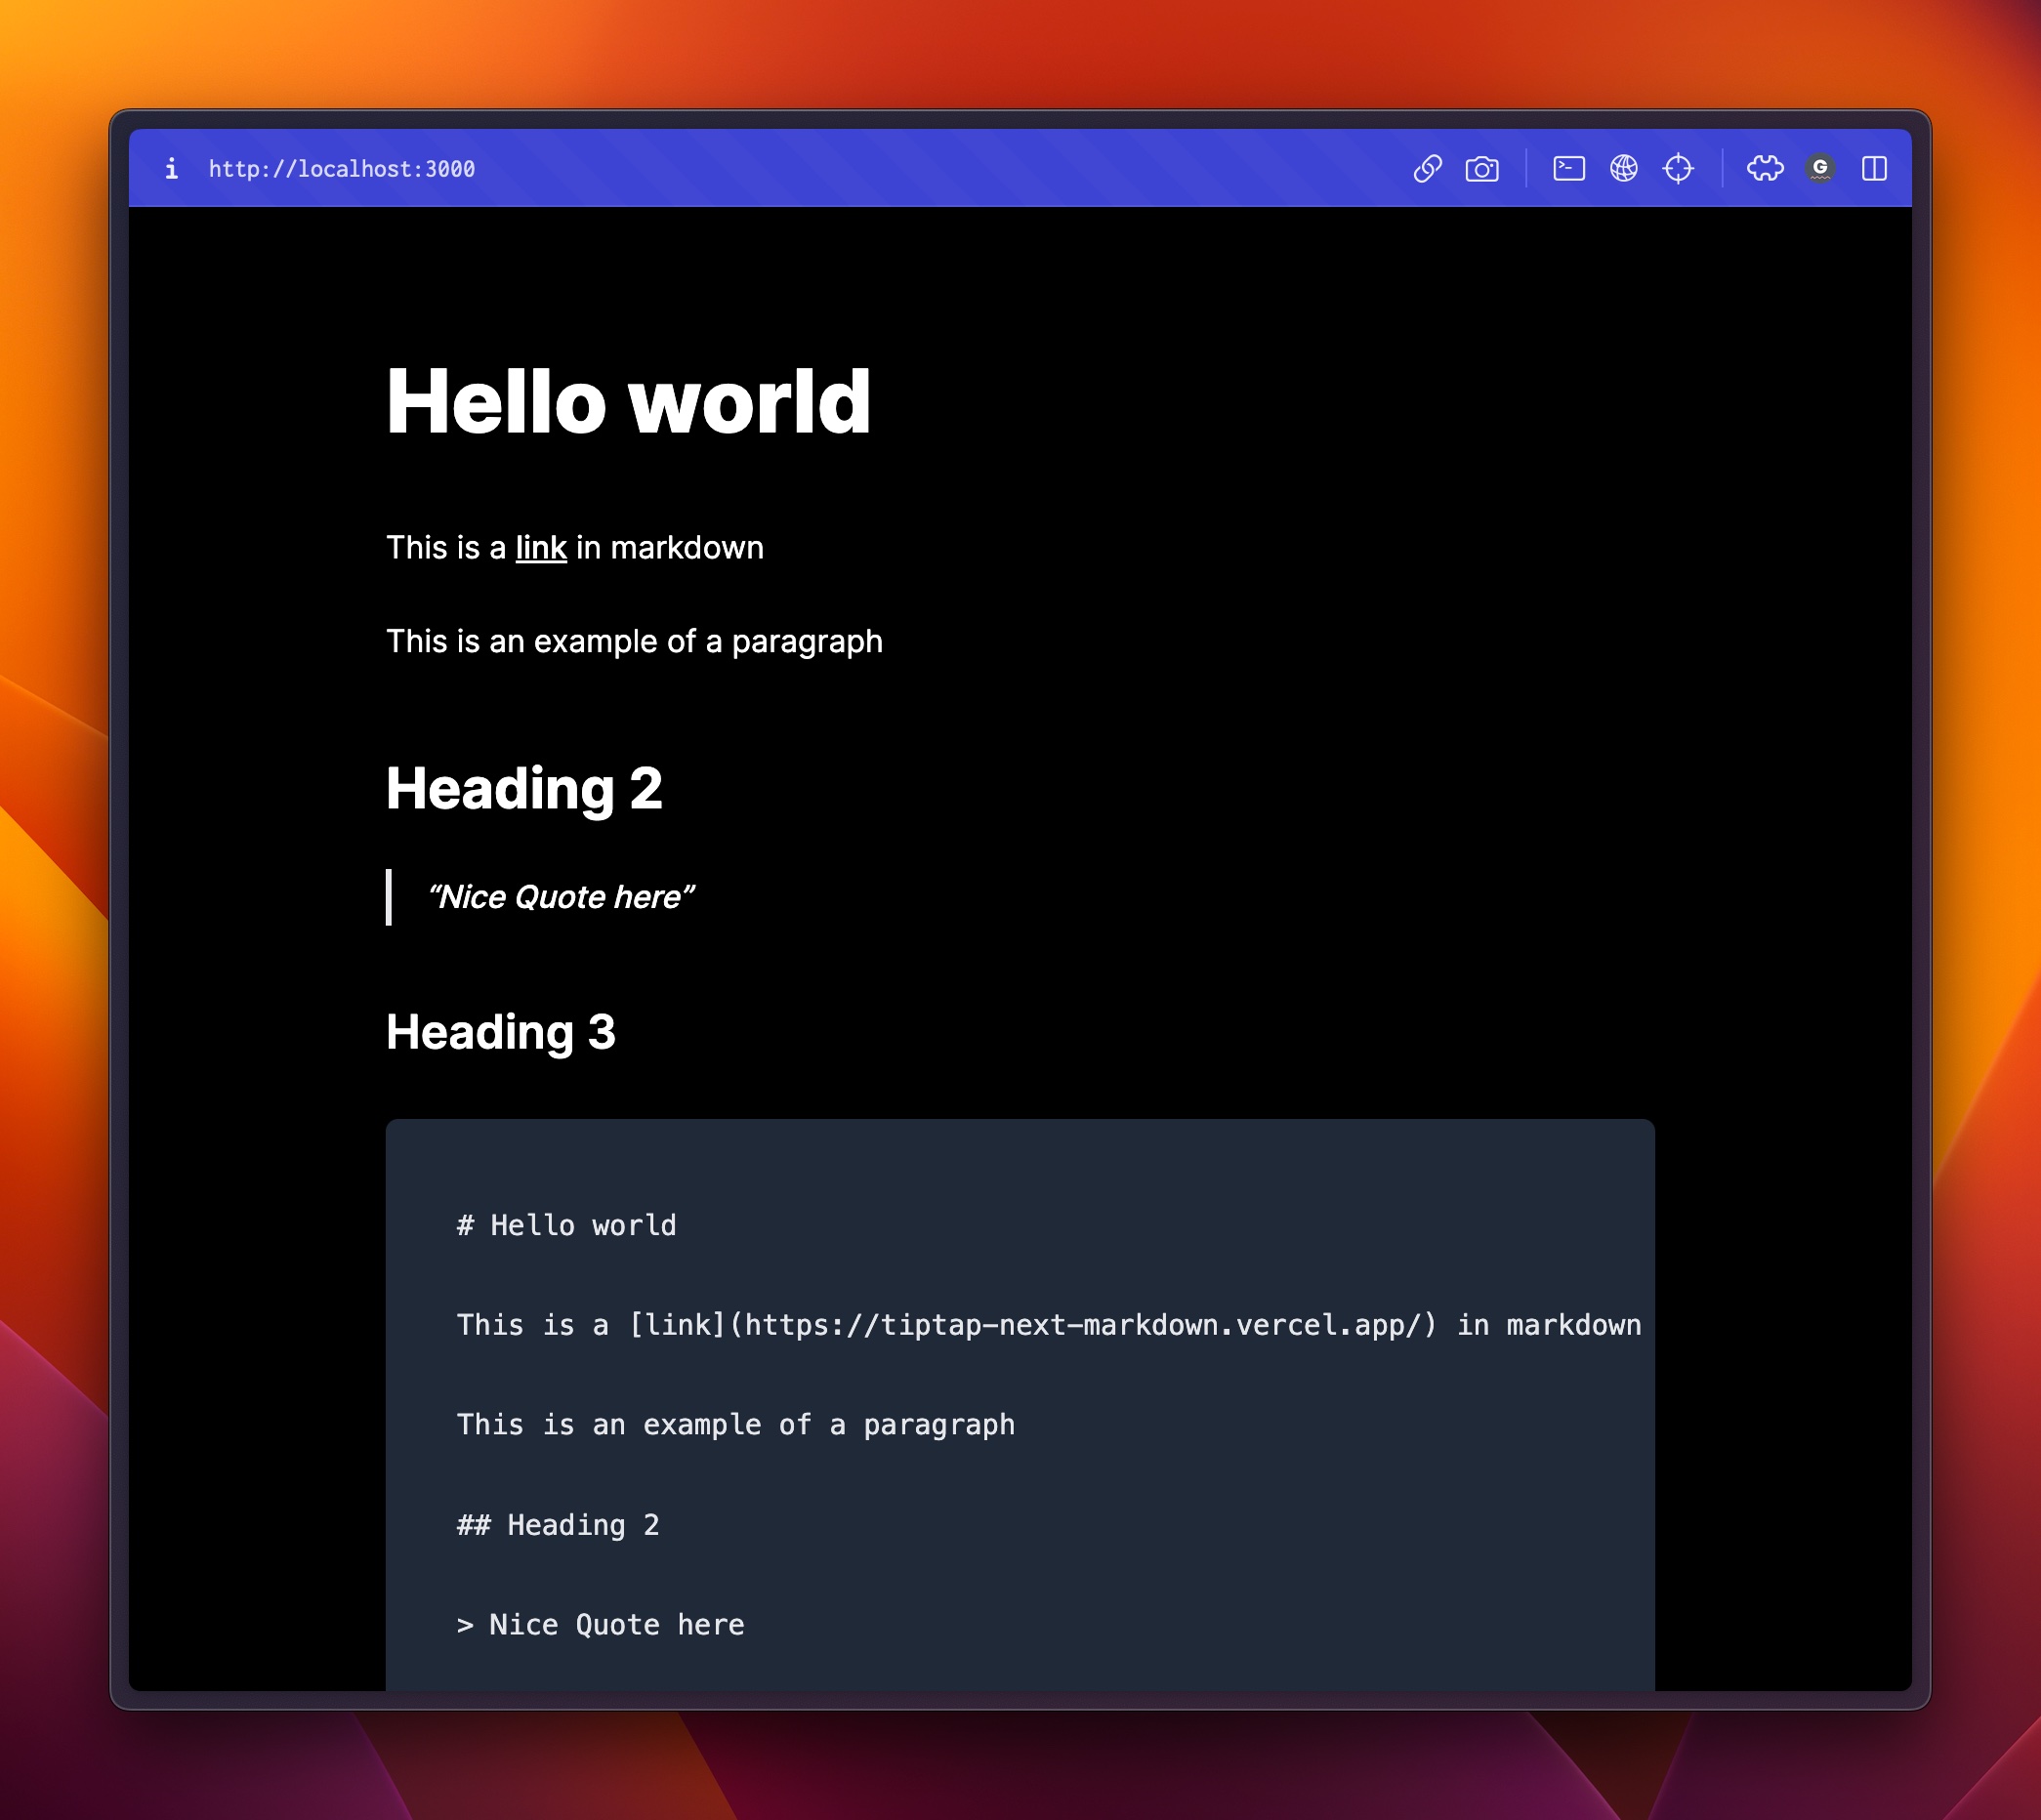 i http://localhost:3000 G
Hello world
This is a link in markdown
This is an example of a paragraph
Heading 2
“Nice Quote here”
Heading 3
# Hello world
This is a [link](https://tiptap-next-markdown.vercel.app/) in markdown
This is an example of a paragraph
## Heading 2
> Nice Quote here